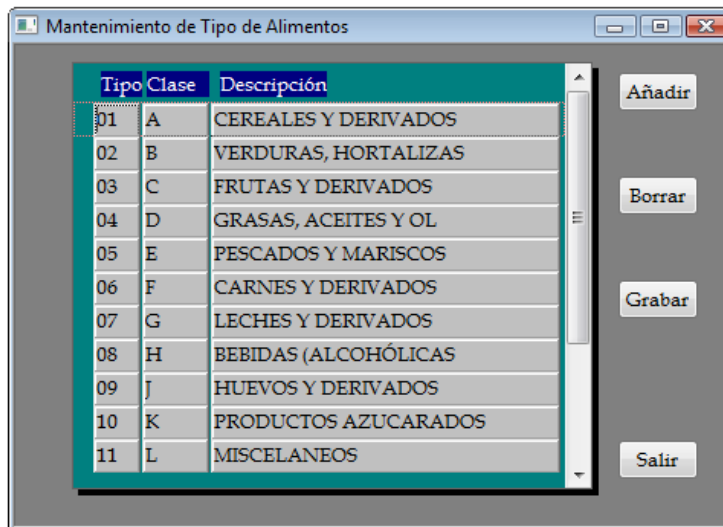 Mantenimiento de Tipo de Alimentos
Tipo Clase Descripción
01 A CEREALES Y DERIVADOS
02 B VERDURAS, HORTALIZAS
03 C FRUTAS Y DERIVADOS
04 D GRASAS, ACEITES Y OL
05 E PESCADOS Y MARISCOS
06 F CARNES Y DERIVADOS
07 G LECHES Y DERIVADOS
08 H BEBIDAS (ALCOHÓLICAS
09 J HUEVOS Y DERIVADOS
10 K PRODUCTOS AZUCARADOS
11 L MISCELANEOS
Añadir
Borrar
Grabar
Salir